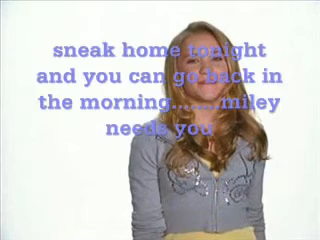 sneak home tonight
and you can go back in
the morning........miley
needs you